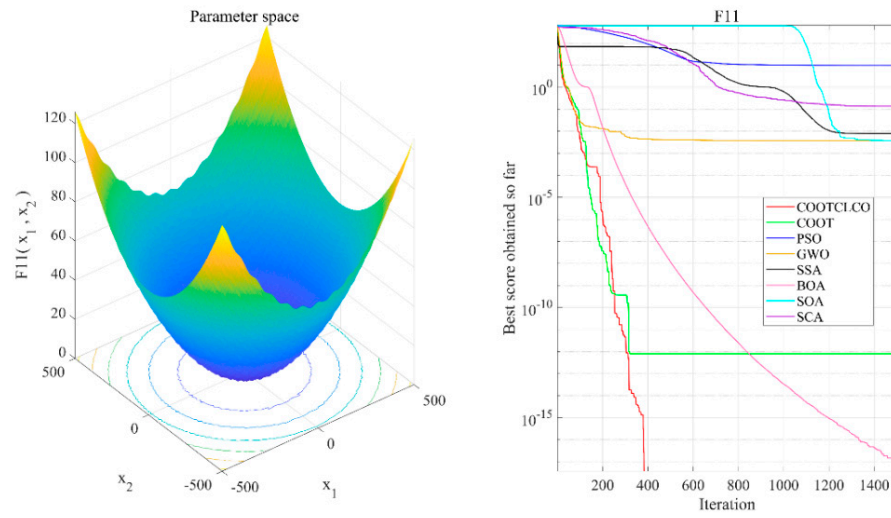 Parameter space
120
100
80
60
40
20
0
F11( x1 , x2 )
500
0
-500
x2
-500
0
500
x1
F11
Best score obtained so far
10^0
10^-5
10^-10
10^-15
COOTCLCO
COOT
PSO
GWO
SSA
BOA
SOA
SCA
200 400 600 800 1000 1200 1400
Iteration